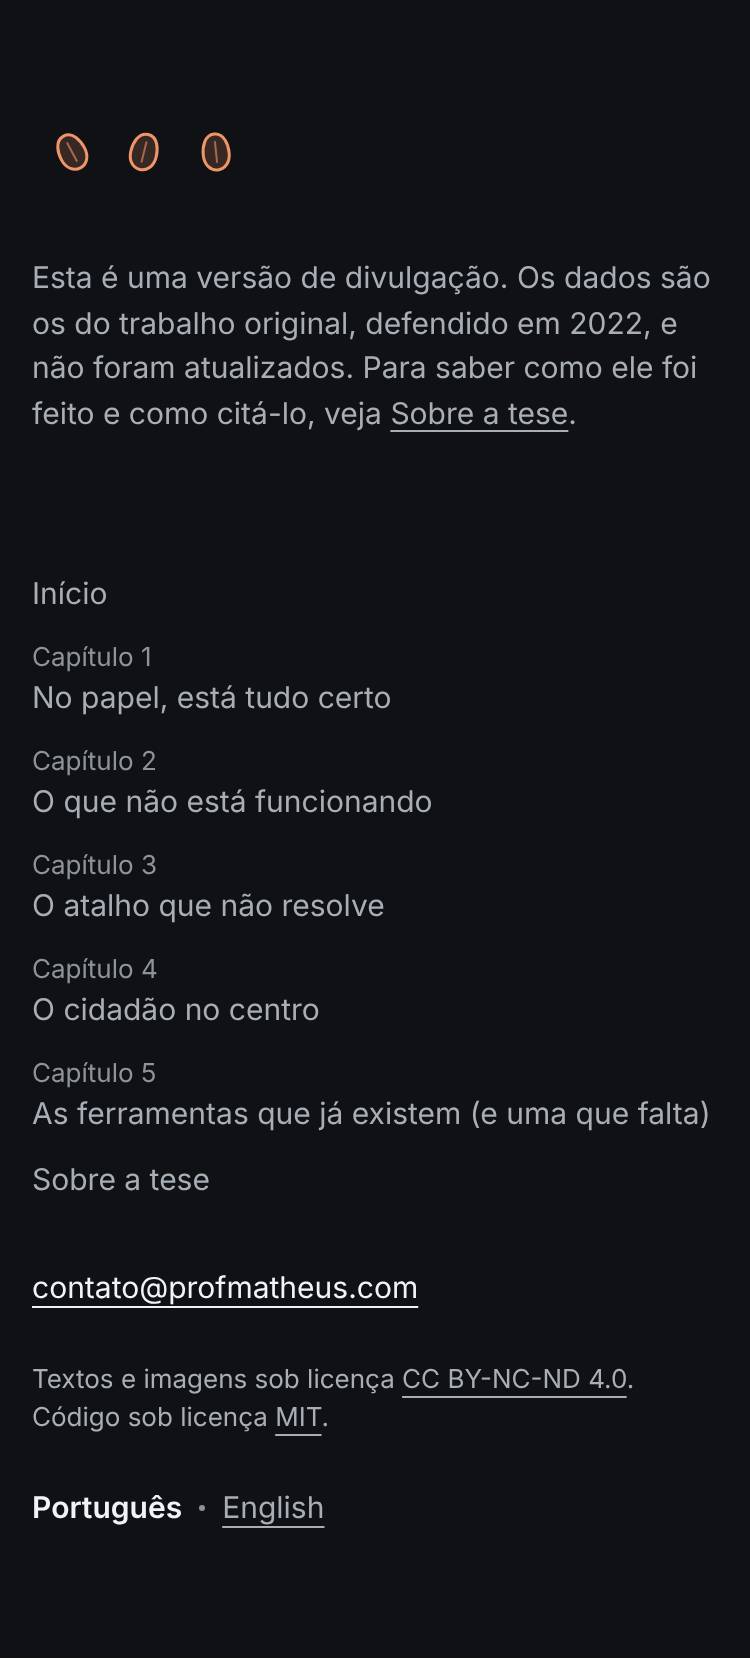 Esta é uma versão de divulgação. Os dados são
os do trabalho original, defendido em 2022, e
não foram atualizados. Para saber como ele foi
feito e como citá-lo, veja Sobre a tese.
Início
Capítulo 1
No papel, está tudo certo
Capítulo 2
O que não está funcionando
Capítulo 3
O atalho que não resolve
Capítulo 4
O cidadão no centro
Capítulo 5
As ferramentas que já existem (e uma que falta)
Sobre a tese
contato@profmatheus.com
Textos e imagens sob licença CC BY-NC-ND 4.0.
Código sob licença MIT.
Português • English